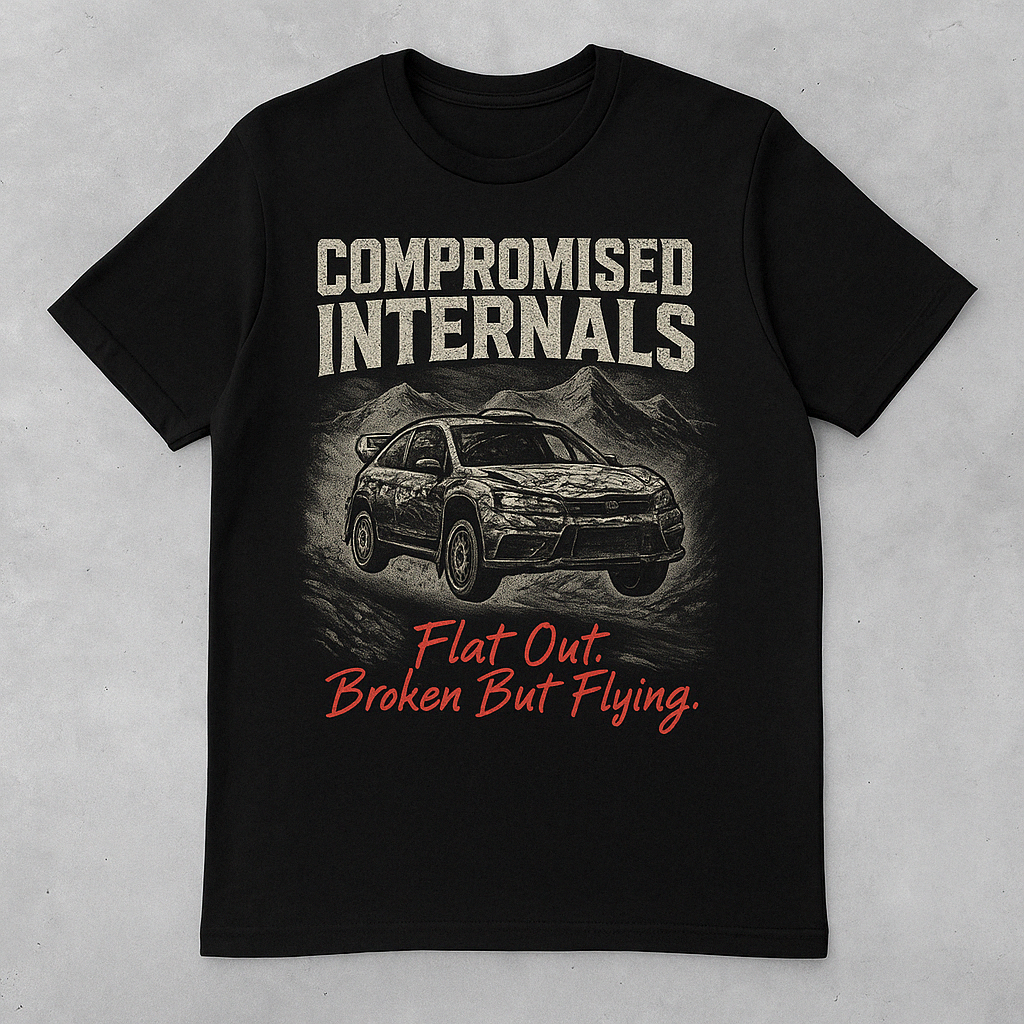 COMPROMISED
INTERNALS
Flat Out.
Broken But Flying.